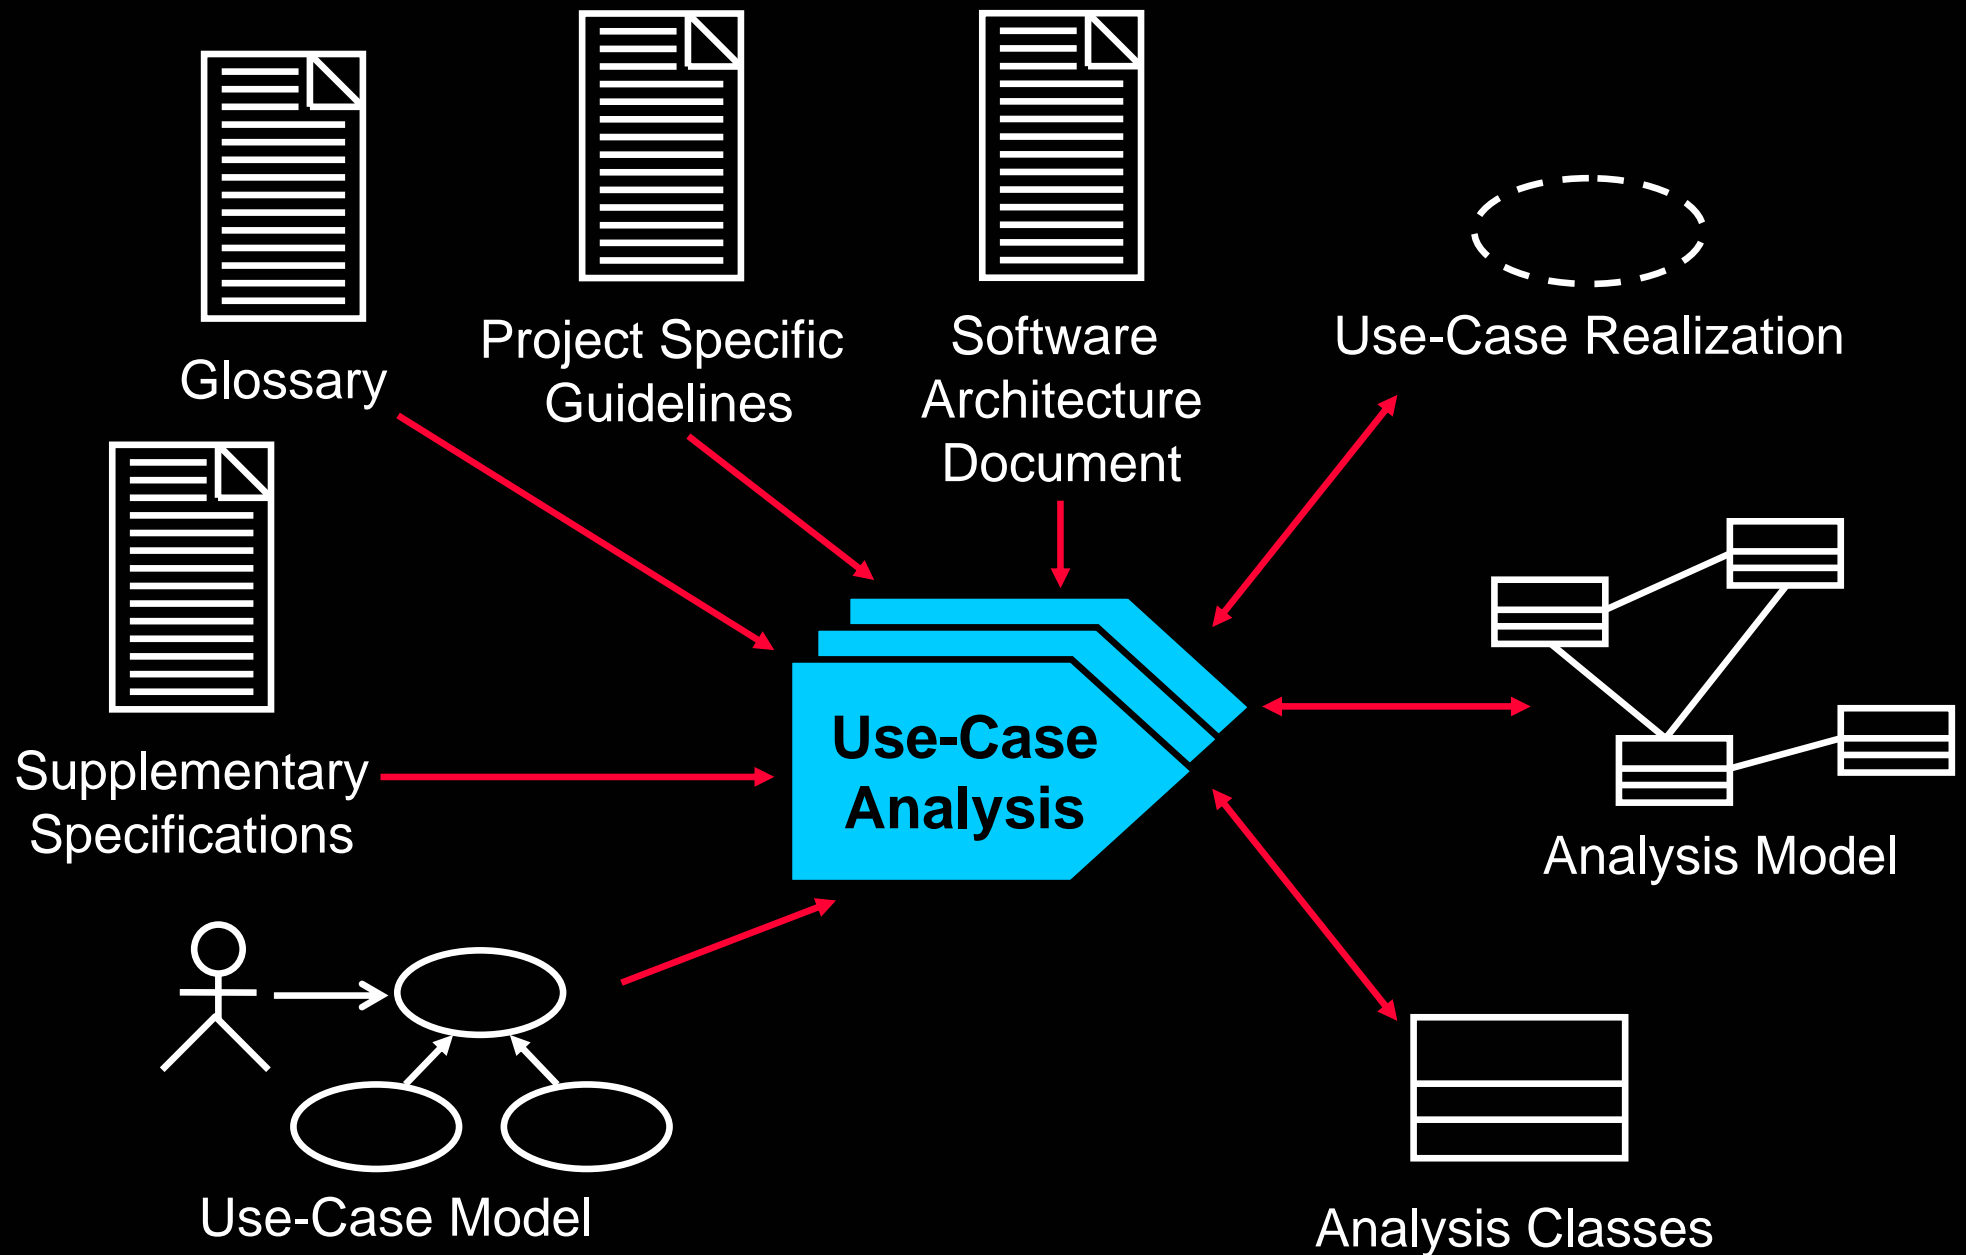 Glossary
Project Specific
Guidelines
Software
Architecture
Document
Use-Case Realization
Supplementary
Specifications
Use-Case
Analysis
Analysis Model
Use-Case Model
Analysis Classes